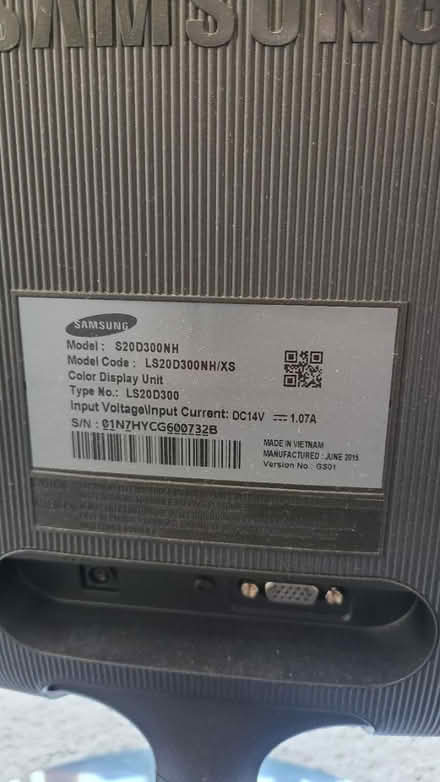 SAMSUNG
SAMSUNG
Model : S20D300NH
Model Code : LS20D300NH/XS
Color Display Unit
Type No.: LS20D300
Input Voltage\Input Current: DC14V ⎓ 1.07A
S/N : 01N7HYCG600732B
MADE IN VIETNAM
MANUFACTURED : JUNE 2015
Version No : GS01